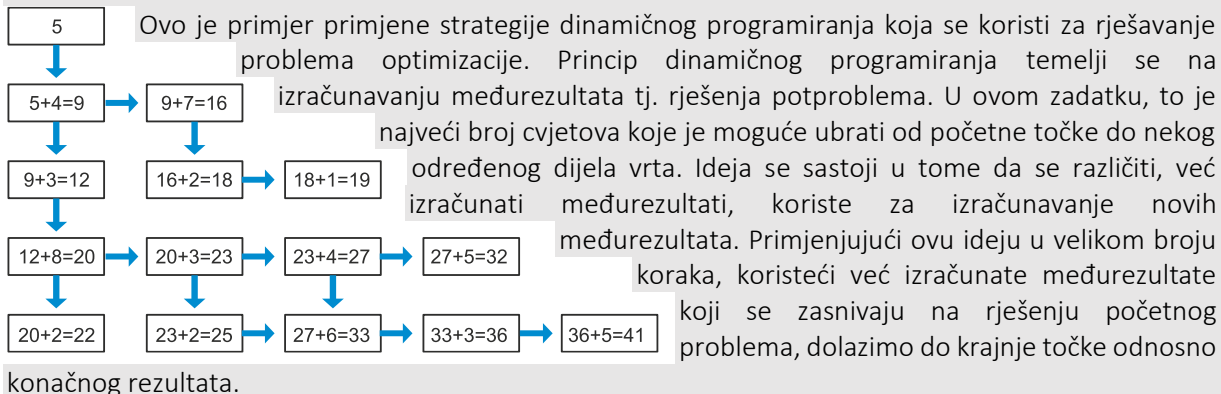 5
Ovo je primjer primjene strategije dinamičnog programiranja koja se koristi za rješavanje
problema optimizacije. Princip dinamičnog programiranja temelji se na
5+4=9
9+7=16
izračunavanju međurezultata tj. rješenja potproblema. U ovom zadatku, to je
najveći broj cvjetova koje je moguće ubrati od početne točke do nekog
9+3=12
16+2=18
18+1=19
određenog dijela vrta. Ideja se sastoji u tome da se različiti, već
izračunati međurezultati, koriste za izračunavanje novih
12+8=20
20+3=23
23+4=27
27+5=32
međurezultata. Primjenjujući ovu ideju u velikom broju
koraka, koristeći već izračunate međurezultate
20+2=22
23+2=25
27+6=33
33+3=36
36+5=41
koji se zasnivaju na rješenju početnog
problema, dolazimo do krajnje točke odnosno
konačnog rezultata.